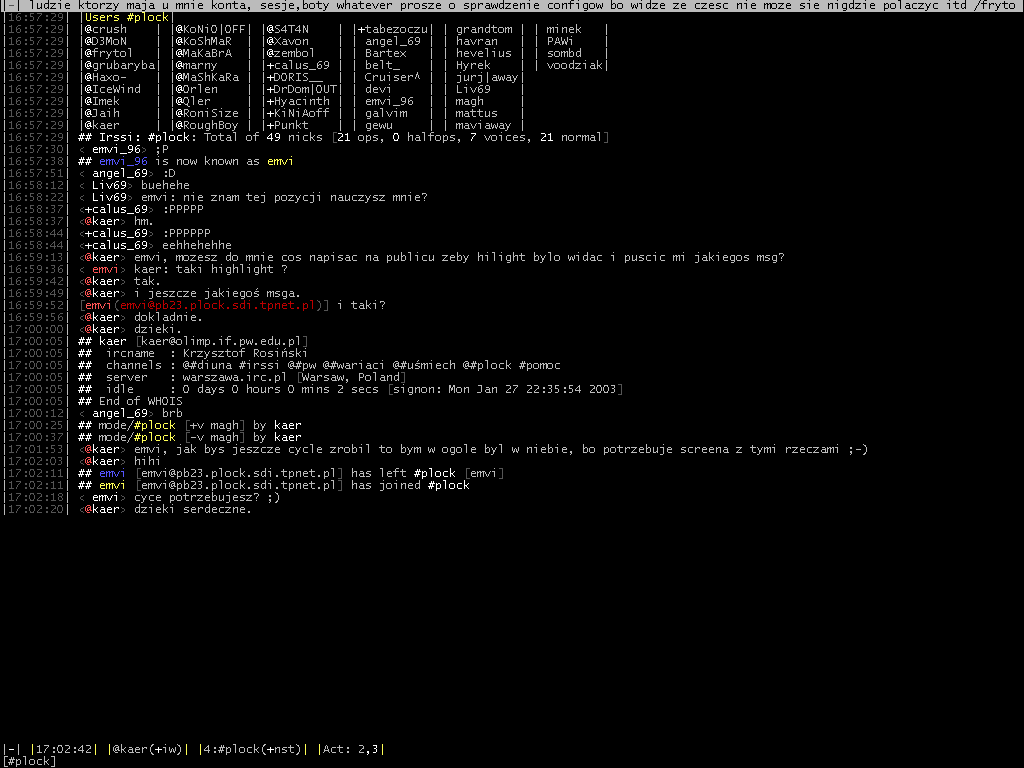 |-| ludzie ktorzy maja u mnie konta, sesje,boty whatever prosze o sprawdzenie configow bo widze ze czesc nie moze sie nigdzie polaczyc itd /fryto
|16:57:29| |Users #plock|
|16:57:29| |@crush     | |@KoNiO|OFF| |@S4T4N     | |+tabezoczu| | grandtom  | | minek   |
|16:57:29| |@D3MoN     | |@KoShMaR   | |@Xavon     | | angel_69  | | havran    | | PAWi    |
|16:57:29| |@frytol    | |@MaKaBrA   | |@zembol    | | Bartex    | | hevelius  | | sombd   |
|16:57:29| |@grubaryba| |@marny     | |+calus_69  | | belt_     | | Hyrek     | | voodziak|
|16:57:29| |@Haxo-     | |@MaShKaRa  | |+DORIS__   | | Cruiser^  | | jurj|away|
|16:57:29| |@IceWind   | |@Orlen     | |+DrDom|OUT| | devi      | | Liv69     |
|16:57:29| |@Imek      | |@Qler      | |+Hyacinth  | | emvi_96   | | magh      |
|16:57:29| |@Jaih      | |@RoniSize  | |+KiNiAoff  | | galvim    | | mattus    |
|16:57:29| |@kaer      | |@RoughBoy  | |+Punkt     | | gewu      | | maviaway  |
|16:57:29| ## Irssi: #plock: Total of 49 nicks [21 ops, 0 halfops, 7 voices, 21 normal]
|16:57:30| < emvi_96> ;P
|16:57:38| ## emvi_96 is now known as emvi
|16:57:51| < angel_69> :D
|16:58:12| < Liv69> buehehe
|16:58:22| < Liv69> emvi: nie znam tej pozycji nauczysz mnie?
|16:58:37| <+calus_69> :PPPPP
|16:58:37| <@kaer> hm.
|16:58:44| <+calus_69> :PPPPPP
|16:58:44| <+calus_69> eehhehehhe
|16:59:13| <@kaer> emvi, mozesz do mnie cos napisac na publicu zeby hilight bylo widac i puscic mi jakiegos msg?
|16:59:36| < emvi> kaer: taki highlight ?
|16:59:42| <@kaer> tak.
|16:59:49| <@kaer> i jeszcze jakiegoś msga.
|16:59:52| [emvi(emvi@pb23.plock.sdi.tpnet.pl)] i taki?
|16:59:56| <@kaer> dokladnie.
|17:00:00| <@kaer> dzieki.
|17:00:05| ## kaer [kaer@olimp.if.pw.edu.pl]
|17:00:05| ##  ircname  : Krzysztof Rosiński
|17:00:05| ##  channels : @#diuna #irssi @#pw @#wariaci @#uśmiech @#plock #pomoc
|17:00:05| ##  server   : warszawa.irc.pl [Warsaw, Poland]
|17:00:05| ##  idle     : 0 days 0 hours 0 mins 2 secs [signon: Mon Jan 27 22:35:54 2003]
|17:00:05| ## End of WHOIS
|17:00:12| < angel_69> brb
|17:00:25| ## mode/#plock [+v magh] by kaer
|17:00:37| ## mode/#plock [-v magh] by kaer
|17:01:53| <@kaer> emvi, jak bys jeszcze cycle zrobil to bym w ogole byl w niebie, bo potrzebuje screena z tymi rzeczami ;-)
|17:02:03| <@kaer> hihi
|17:02:11| ## emvi [emvi@pb23.plock.sdi.tpnet.pl] has left #plock [emvi]
|17:02:11| ## emvi [emvi@pb23.plock.sdi.tpnet.pl] has joined #plock
|17:02:18| < emvi> cyce potrzebujesz? ;)
|17:02:20| <@kaer> dzieki serdeczne.
|-| |17:02:42| |@kaer(+iw)| |4:#plock(+nst)| |Act: 2,3|
[#plock]